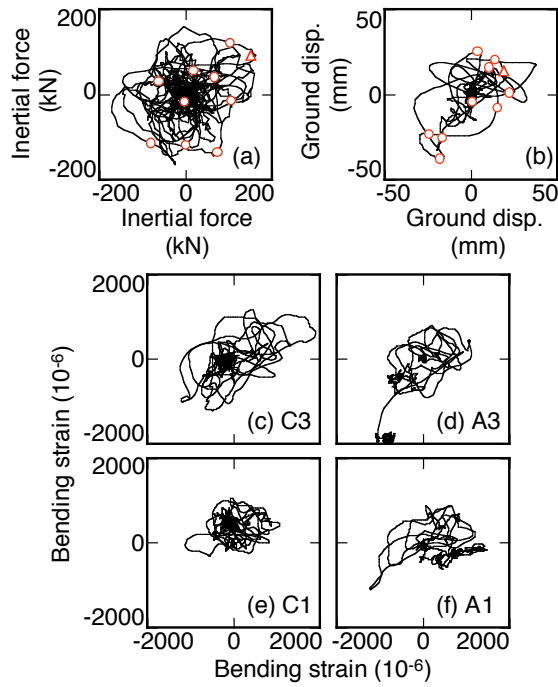 200
Inertial force
(kN)
0
-200
(a)
-200 0 200
Inertial force
(kN)
50
Ground disp.
(mm)
0
-50
(b)
-50 0 50
Ground disp.
(mm)
2000
0
-2000
(c) C3
(d) A3
2000
0
-2000
(e) C1
(f) A1
Bending strain (10-6)
-2000 0 2000
-2000 0 2000
Bending strain (10-6)